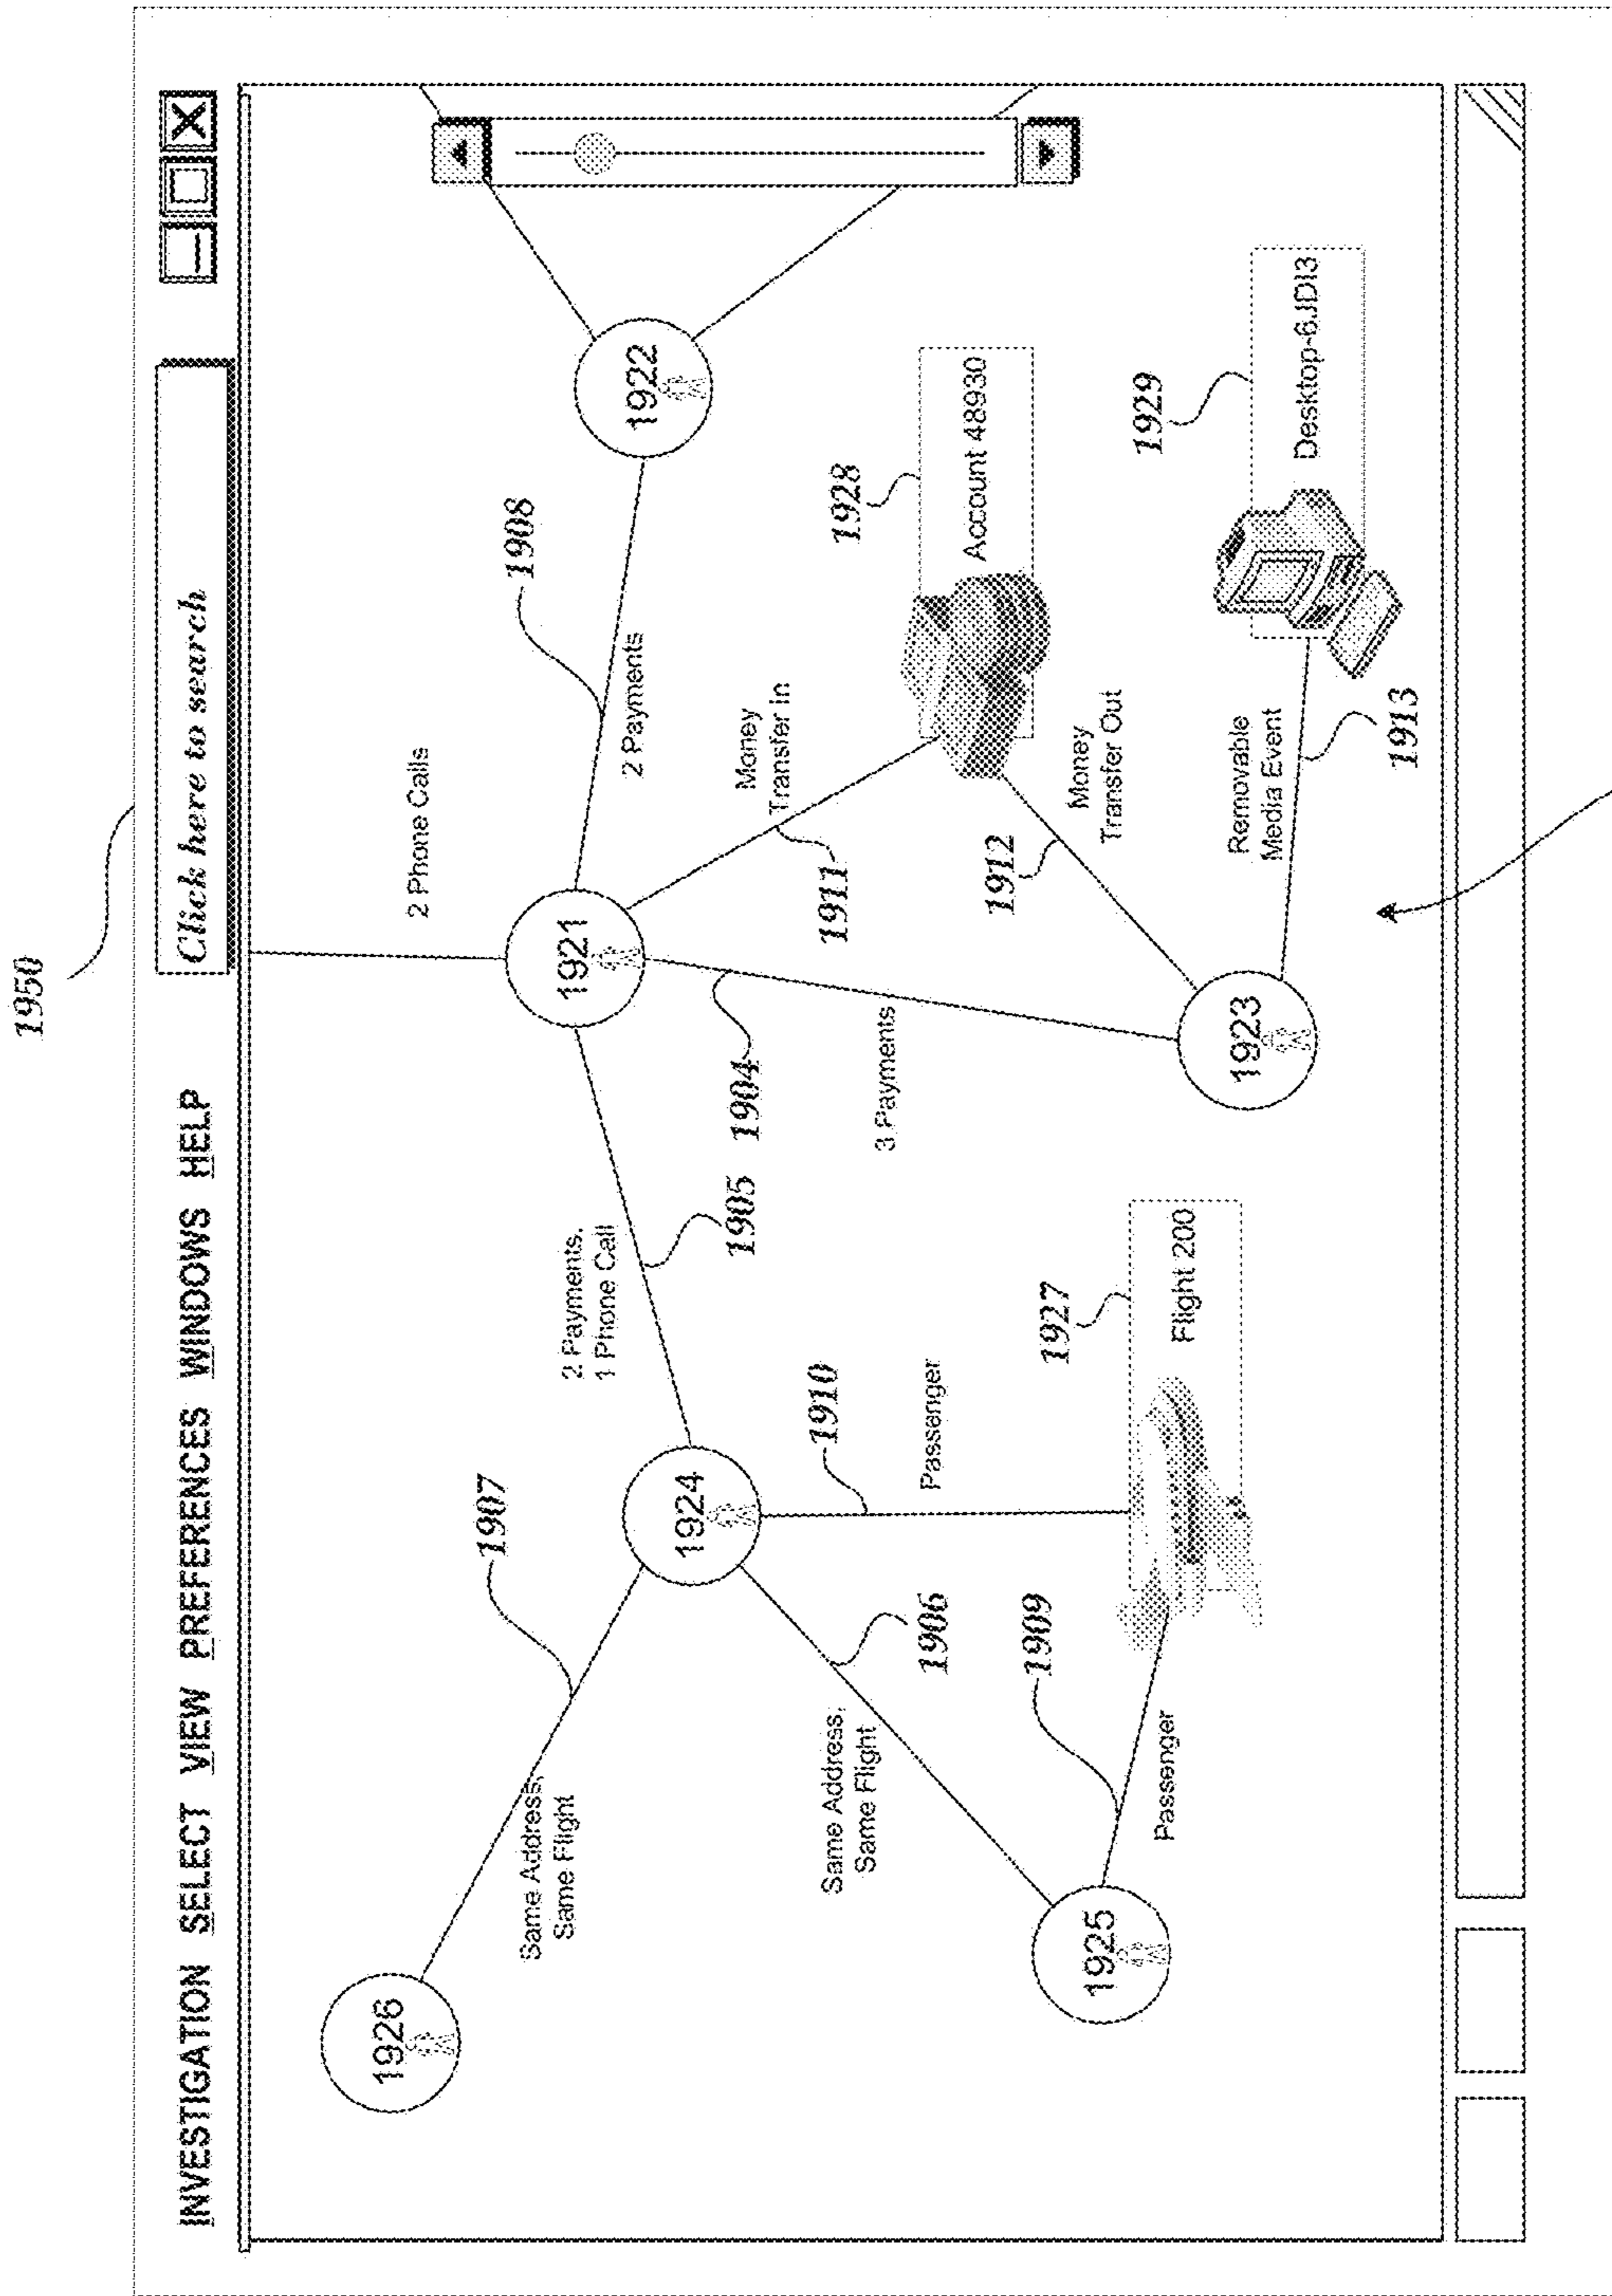 1950
INVESTIGATION SELECT VIEW PREFERENCES WINDOWS HELP
Click here to search
2 Phone Calls
1926
1907
Same Address,
Same Flight
1924
2 Payments,
1 Phone Call
1905
1921
1908
2 Payments
1922
1904
3 Payments
Money
Transfer In
1911
1928
Account 48930
1912
Money
Transfer Out
1910
Passenger
1906
Same Address,
Same Flight
1927
Flight 200
1909
Passenger
1925
1923
Removable
Media Event
1913
1929
Desktop-6JDI3